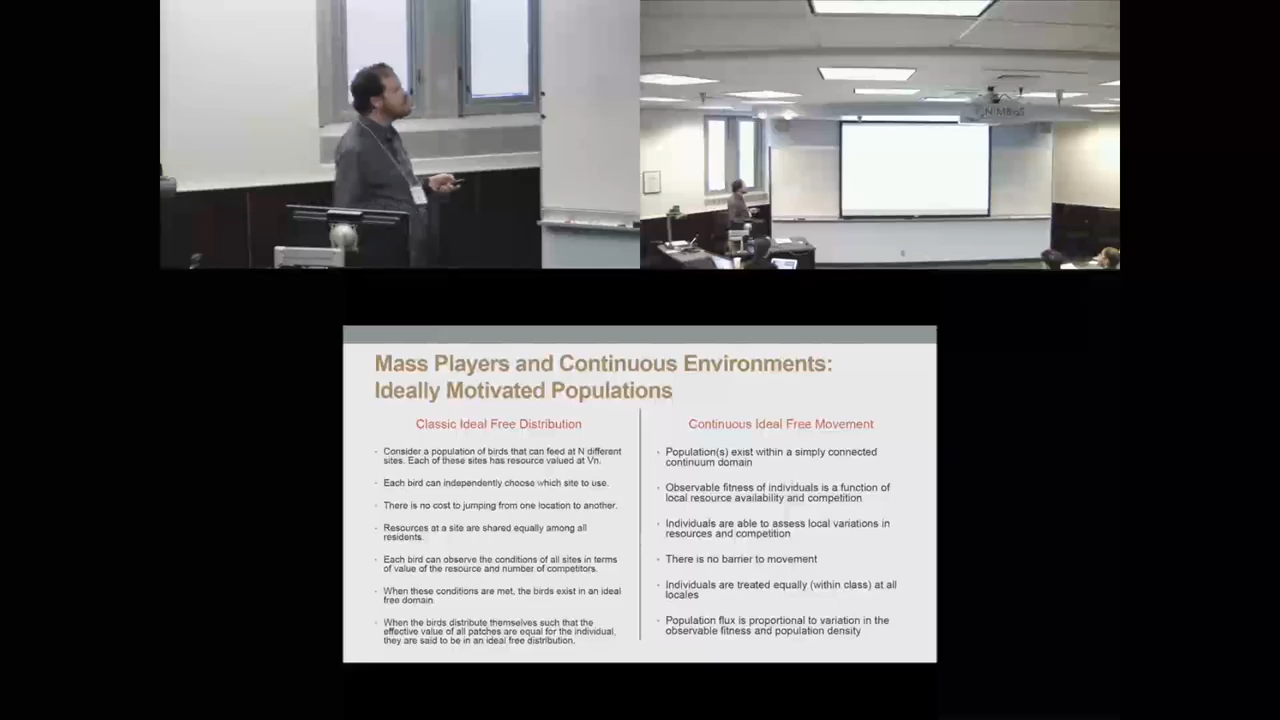 NIMBioS
Mass Players and Continuous Environments:
Ideally Motivated Populations
Classic Ideal Free Distribution
· Consider a population of birds that can feed at N different
sites. Each of these sites has resource valued at Vn.
· Each bird can independently choose which site to use.
· There is no cost to jumping from one location to another.
· Resources at a site are shared equally among all
residents.
· Each bird can observe the conditions of all sites in terms
of value of the resource and number of competitors.
· When these conditions are met, the birds exist in an ideal
free domain.
· When the birds distribute themselves such that the
effective value of all patches are equal for the individual,
they are said to be in an ideal free distribution.
Continuous Ideal Free Movement
· Population(s) exist within a simply connected
continuum domain
· Observable fitness of individuals is a function of
local resource availability and competition
· Individuals are able to assess local variations in
resources and competition
· There is no barrier to movement
· Individuals are treated equally (within class) at all
locales
· Population flux is proportional to variation in the
observable fitness and population density